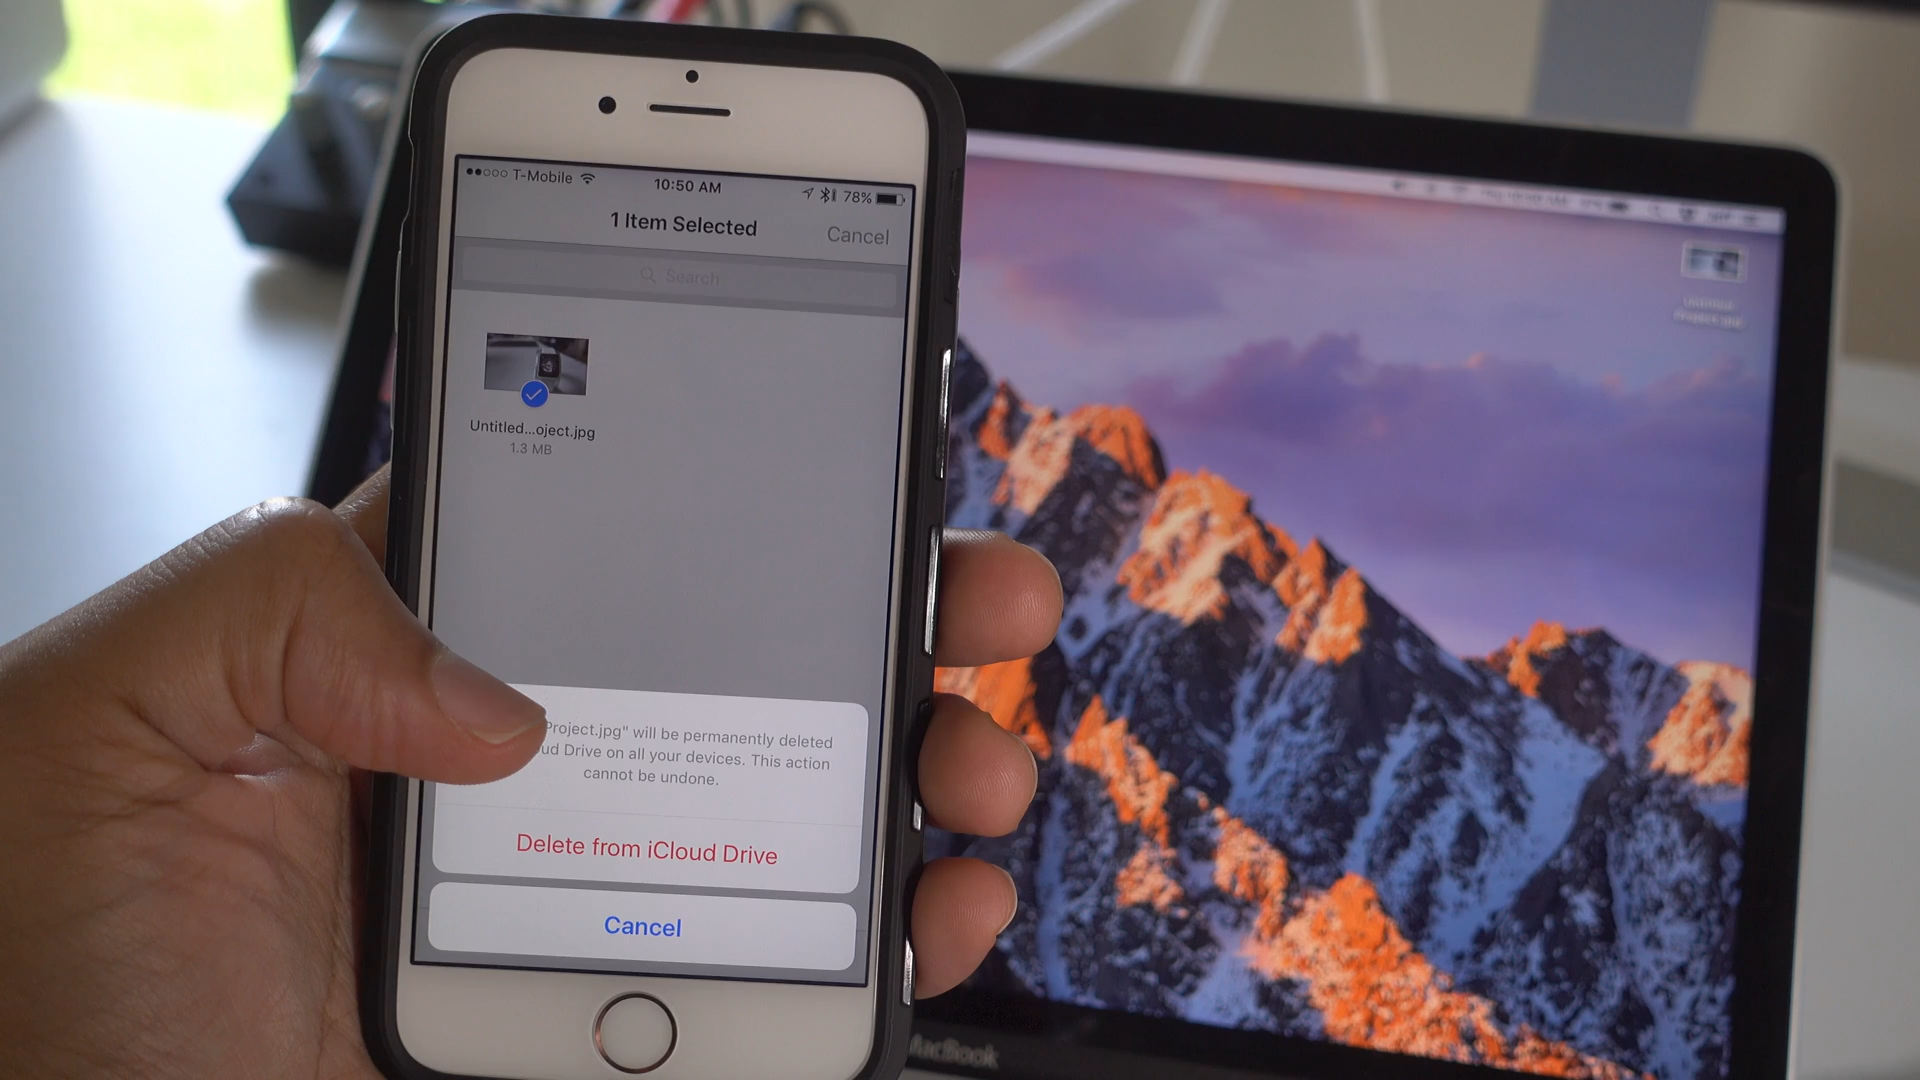 T-Mobile 10:50 AM 78%
1 Item Selected Cancel
Search
Untitled...oject.jpg
1.3 MB
Project.jpg" will be permanently deleted
ud Drive on all your devices. This action
cannot be undone.
Delete from iCloud Drive
Cancel
MacBook